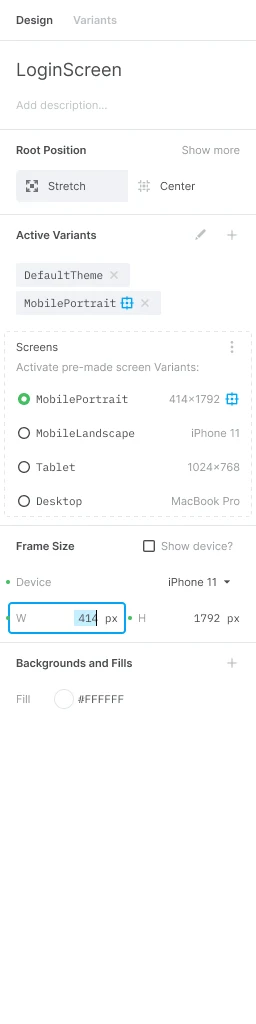 Design Variants
LoginScreen
Add description...
Root Position Show more
Stretch Center
Active Variants
DefaultTheme
MobilePortrait
Screens
Activate pre-made screen Variants:
MobilePortrait 414×1792
MobileLandscape iPhone 11
Tablet 1024×768
Desktop MacBook Pro
Frame Size Show device?
Device iPhone 11
W 414 px H 1792 px
Backgrounds and Fills
Fill #FFFFFF